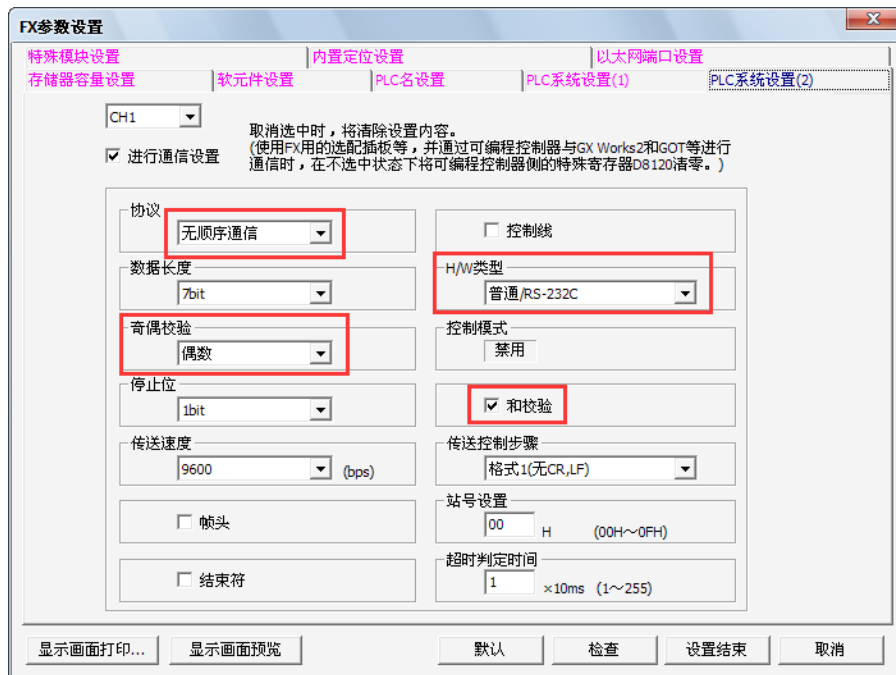 FX参数设置
特殊模块设置 内置定位设置 以太网端口设置
存储器容量设置 软元件设置 PLC名设置 PLC系统设置(1) PLC系统设置(2)
CH1
取消选中时，将清除设置内容。
(使用FX用的选配插板等，并通过可编程控制器与GX Works2和GOT等进行
进行通信设置
通信时，在不选中状态下将可编程控制器侧的特殊寄存器D8120清零。)
协议
无顺序通信
控制线
数据长度
7bit
H/W类型
普通/RS-232C
奇偶校验
偶数
控制模式
禁用
停止位
1bit
和校验
传送速度
9600 (bps)
传送控制步骤
格式1(无CR,LF)
帧头
站号设置
00 H (00H～0FH)
结束符
超时判定时间
1 ×10ms (1～255)
显示画面打印... 显示画面预览 默认 检查 设置结束 取消